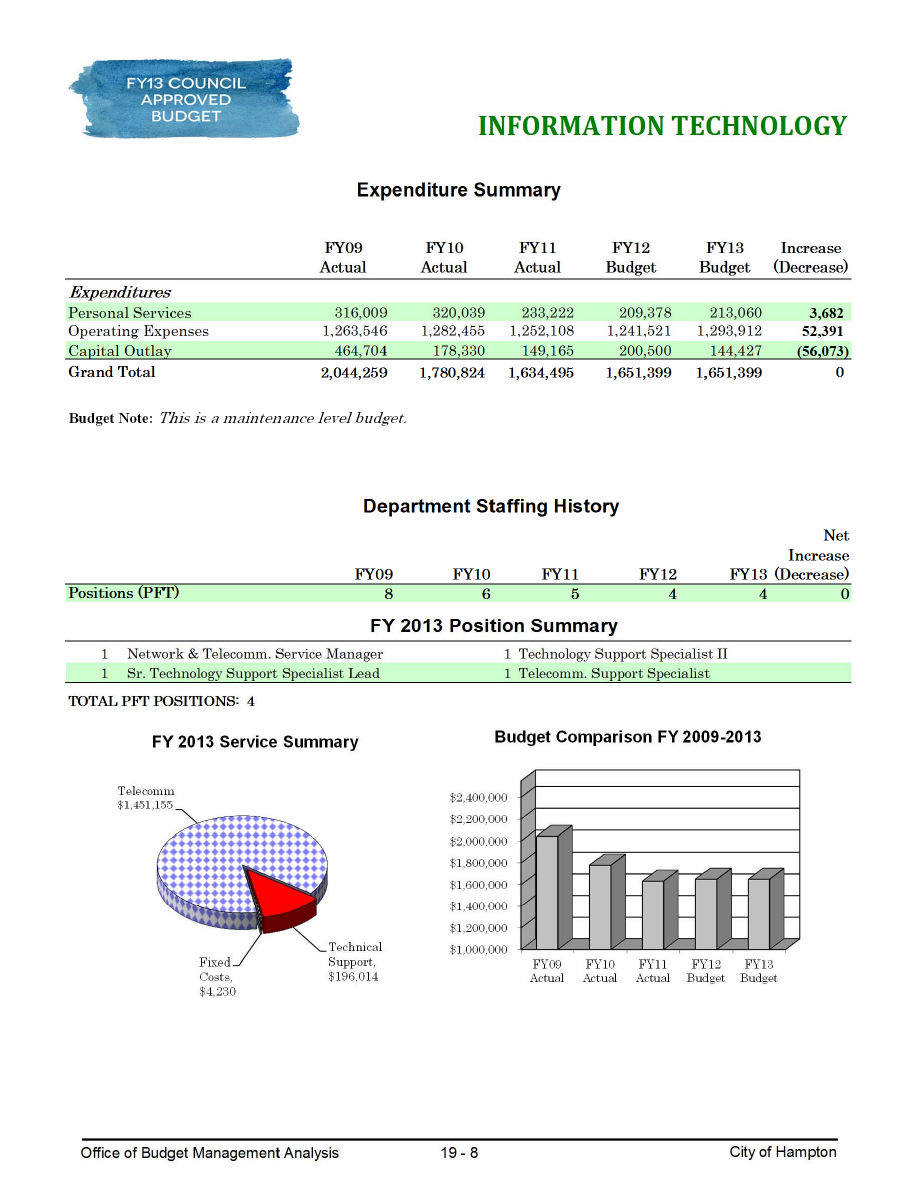 FY13 COUNCIL
APPROVED
BUDGET
INFORMATION TECHNOLOGY
Expenditure Summary
FY09 FY10 FY11 FY12 FY13 Increase
Actual Actual Actual Budget Budget (Decrease)
Expenditures
Personal Services 316,009 320,039 233,222 209,378 213,060 3,682
Operating Expenses 1,263,546 1,282,455 1,252,108 1,241,521 1,293,912 52,391
Capital Outlay 464,704 178,330 149,165 200,500 144,427 (56,073)
Grand Total 2,044,259 1,780,824 1,634,495 1,651,399 1,651,399 0
Budget Note: This is a maintenance level budget.
Department Staffing History
Net
Increase
FY09 FY10 FY11 FY12 FY13 (Decrease)
Positions (PFT) 8 6 5 4 4 0
FY 2013 Position Summary
1 Network & Telecomm. Service Manager 1 Technology Support Specialist II
1 Sr. Technology Support Specialist Lead 1 Telecomm. Support Specialist
TOTAL PFT POSITIONS: 4
FY 2013 Service Summary
Telecomm
$1,451,155
Fixed
Costs,
$4,230
Technical
Support,
$196,014
Budget Comparison FY 2009-2013
$2,400,000
$2,200,000
$2,000,000
$1,800,000
$1,600,000
$1,400,000
$1,200,000
$1,000,000
FY09 FY10 FY11 FY12 FY13
Actual Actual Actual Budget Budget
Office of Budget Management Analysis 19 - 8 City of Hampton